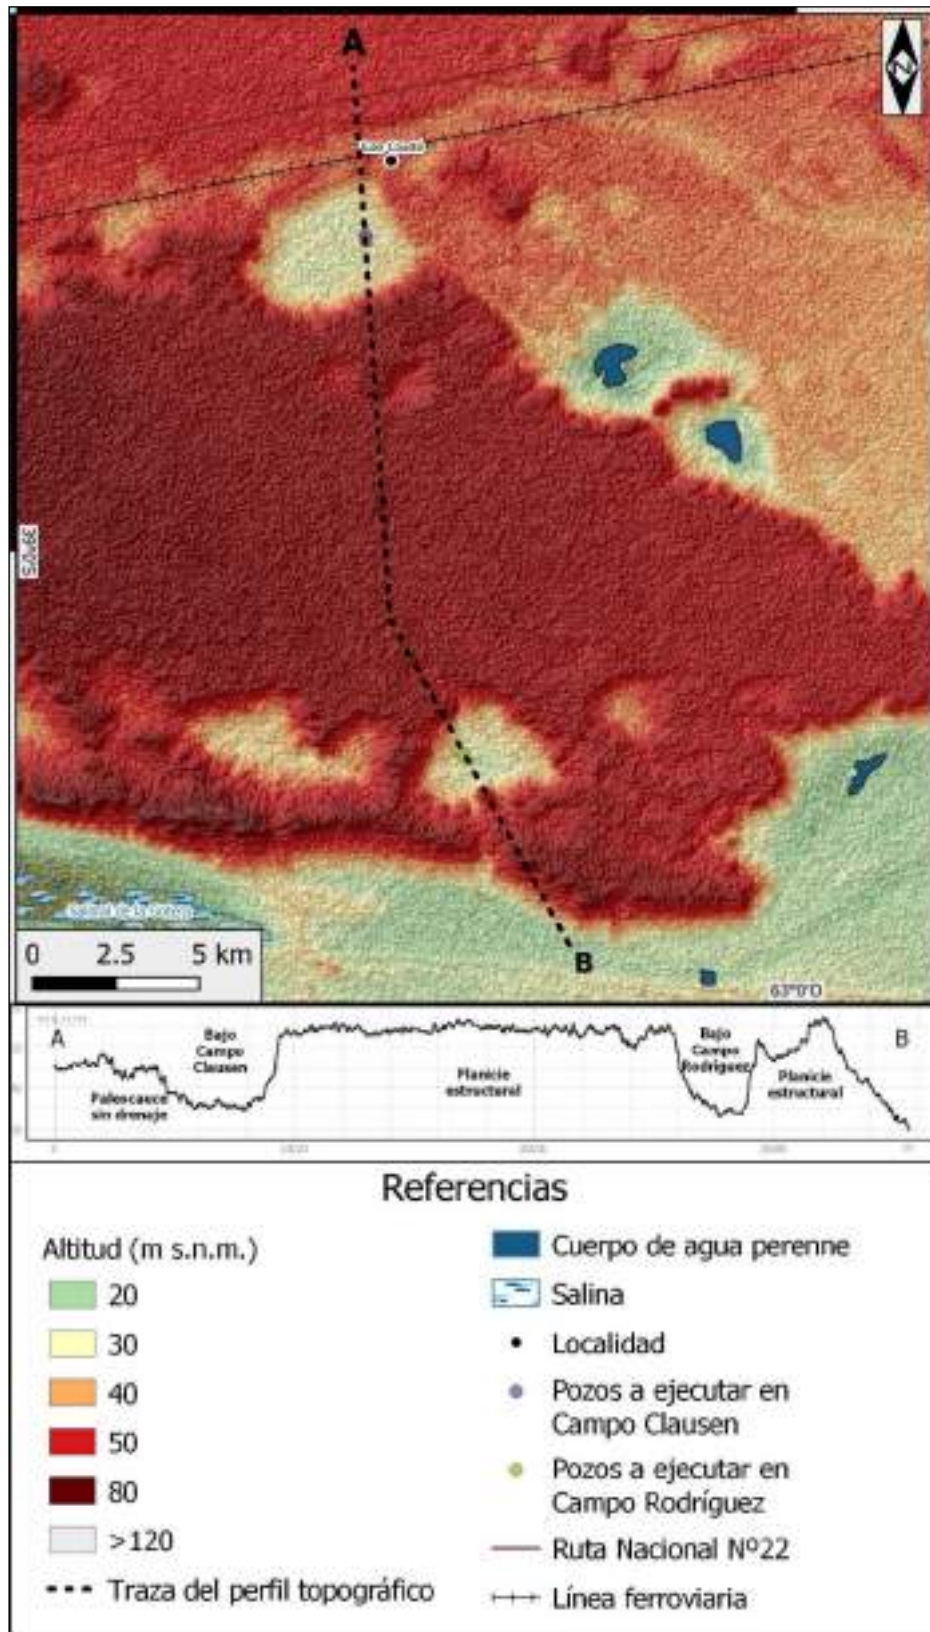 A
N
39°0'S
B
0 2.5 5 km
63°0'O
A
B
Bajo
Campo
Clausen
Paleocauce
sin drenaje
Planicie
estructural
Bajo
Campo
Rodríguez
Planicie
estructural
Referencias
Altitud (m s.n.m.)
20
30
40
50
80
>120
Traza del perfil topográfico
Cuerpo de agua perenne
Salina
Localidad
Pozos a ejecutar en
Campo Clausen
Pozos a ejecutar en
Campo Rodríguez
Ruta Nacional Nº22
Línea ferroviaria